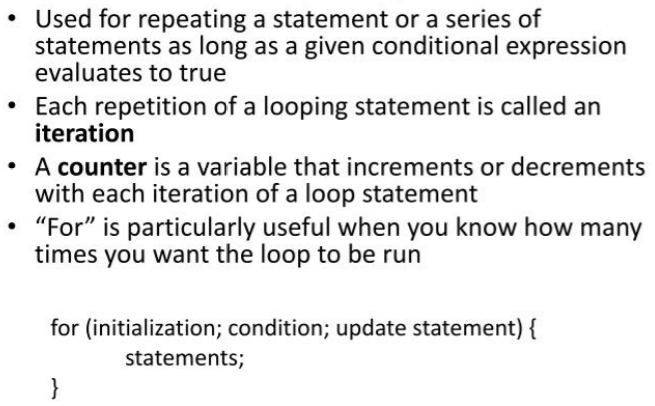 • Used for repeating a statement or a series of
statements as long as a given conditional expression
evaluates to true
• Each repetition of a looping statement is called an
iteration
• A counter is a variable that increments or decrements
with each iteration of a loop statement
• “For” is particularly useful when you know how many
times you want the loop to be run
for (initialization; condition; update statement) {
statements;
}